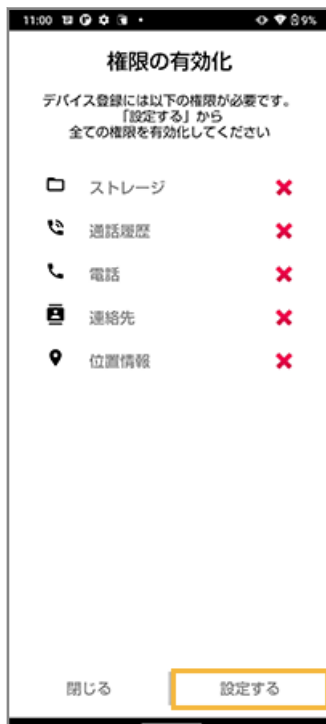 11:00
9%
権限の有効化
デバイス登録には以下の権限が必要です。
「設定する」から
全ての権限を有効化してください
ストレージ
通話履歴
電話
連絡先
位置情報
閉じる
設定する